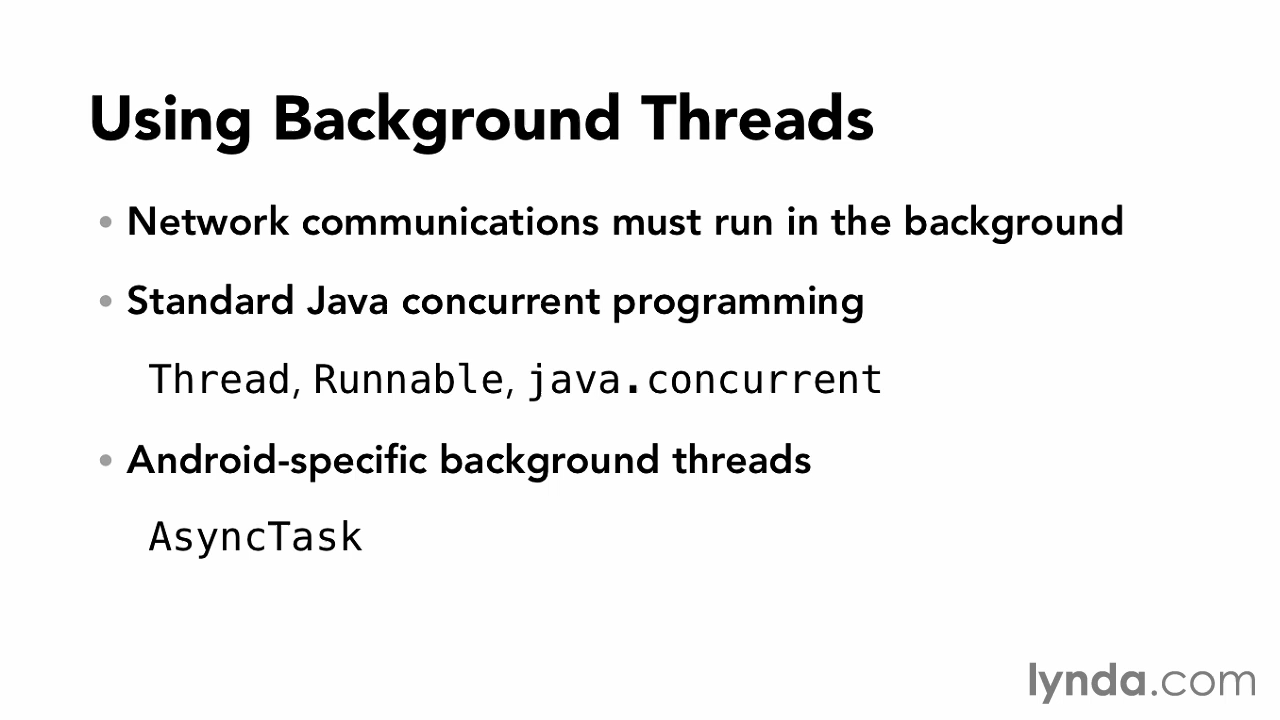 Using Background Threads
• Network communications must run in the background
• Standard Java concurrent programming
Thread, Runnable, java.concurrent
• Android-specific background threads
AsyncTask
lynda.com